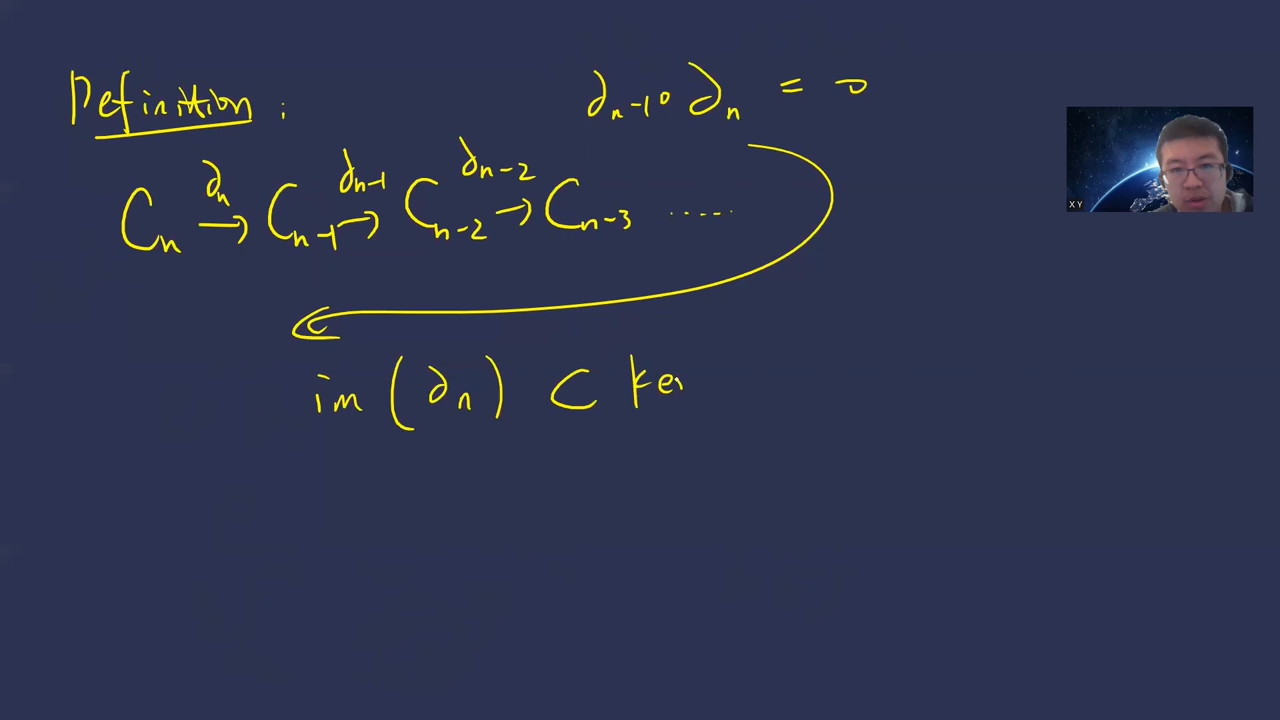 Definition : ∂ₙ₋₁∘∂ₙ = 0
Cₙ —∂ₙ→ Cₙ₋₁ —∂ₙ₋₁→ Cₙ₋₂ —∂ₙ₋₂→ Cₙ₋₃ ......
im (∂ₙ) ⊂ ker
X Y